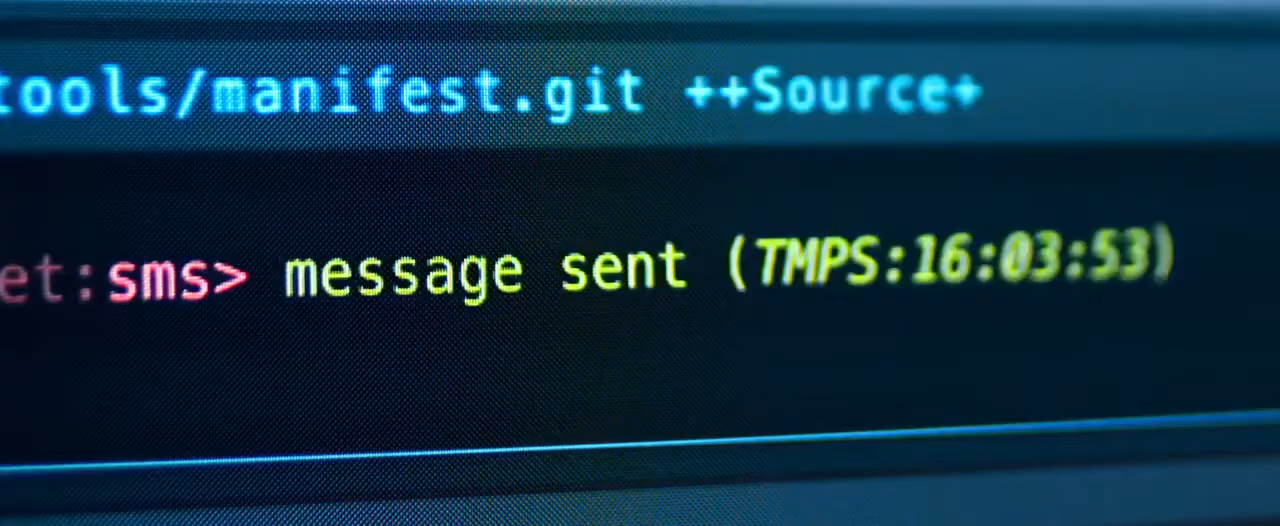 tools/manifest.git ++Source+
et:sms> message sent (TMPS:16:03:53)